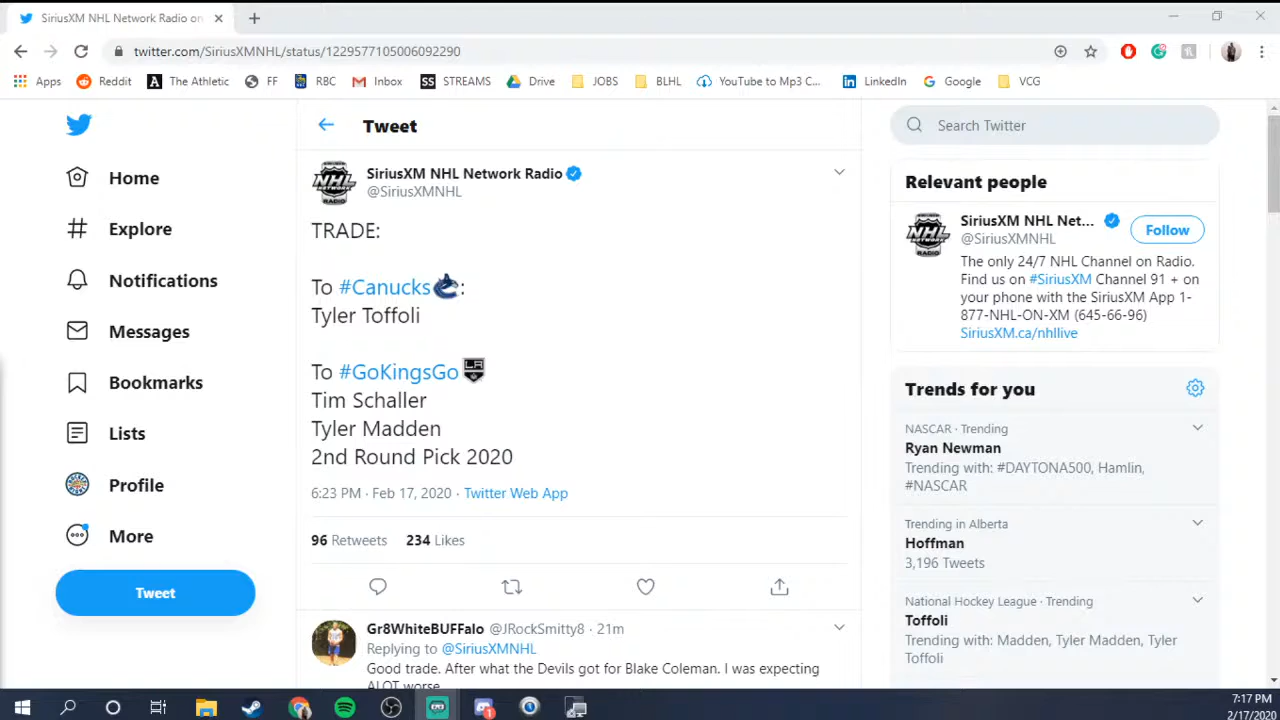 SiriusXM NHL Network Radio on
twitter.com/SiriusXMNHL/status/1229577105006092290
Apps Reddit The Athletic FF RBC Inbox STREAMS Drive JOBS BLHL YouTube to Mp3 C... LinkedIn Google VCG
Home
Explore
Notifications
Messages
Bookmarks
Lists
Profile
More
Tweet
Tweet
SiriusXM NHL Network Radio
@SiriusXMNHL
TRADE:
To #Canucks:
Tyler Toffoli
To #GoKingsGo
Tim Schaller
Tyler Madden
2nd Round Pick 2020
6:23 PM · Feb 17, 2020 · Twitter Web App
96 Retweets 234 Likes
Gr8WhiteBUFFalo @JRockSmitty8 · 21m
Replying to @SiriusXMNHL
Good trade. After what the Devils got for Blake Coleman. I was expecting
ALOT worse
Search Twitter
Relevant people
SiriusXM NHL Net...
@SiriusXMNHL
Follow
The only 24/7 NHL Channel on Radio.
Find us on #SiriusXM Channel 91 + on
your phone with the SiriusXM App 1-
877-NHL-ON-XM (645-66-96)
SiriusXM.ca/nhllive
Trends for you
NASCAR · Trending
Ryan Newman
Trending with: #DAYTONA500, Hamlin,
#NASCAR
Trending in Alberta
Hoffman
3,196 Tweets
National Hockey League · Trending
Toffoli
Trending with: Madden, Tyler Madden, Tyler
Toffoli
7:17 PM
2/17/2020